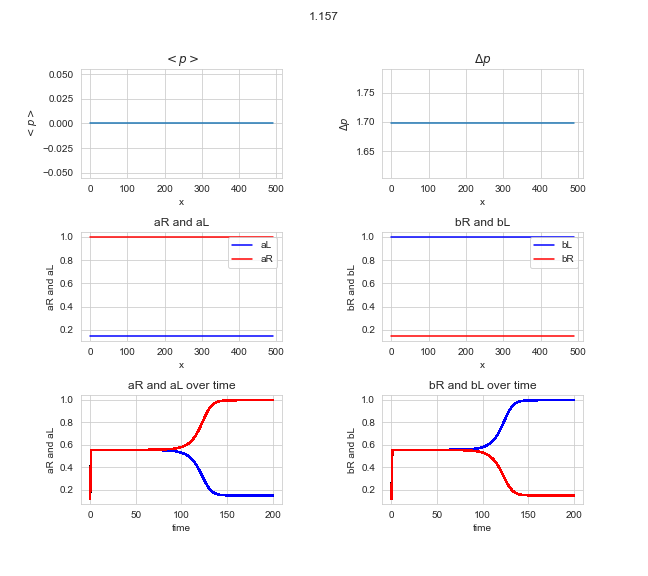 1.157
<p>
Δp
0.050
0.025
0.000
−0.025
−0.050
<p>
0 100 200 300 400 500
x
1.75
1.70
1.65
Δp
0 100 200 300 400 500
x
aR and aL
bR and bL
1.0
0.8
0.6
0.4
0.2
aR and aL
aL
aR
0 100 200 300 400 500
x
1.0
0.8
0.6
0.4
0.2
bR and bL
bL
bR
0 100 200 300 400 500
x
aR and aL over time
bR and bL over time
1.0
0.8
0.6
0.4
0.2
aR and aL
0 50 100 150 200
time
1.0
0.8
0.6
0.4
0.2
bR and bL
0 50 100 150 200
time